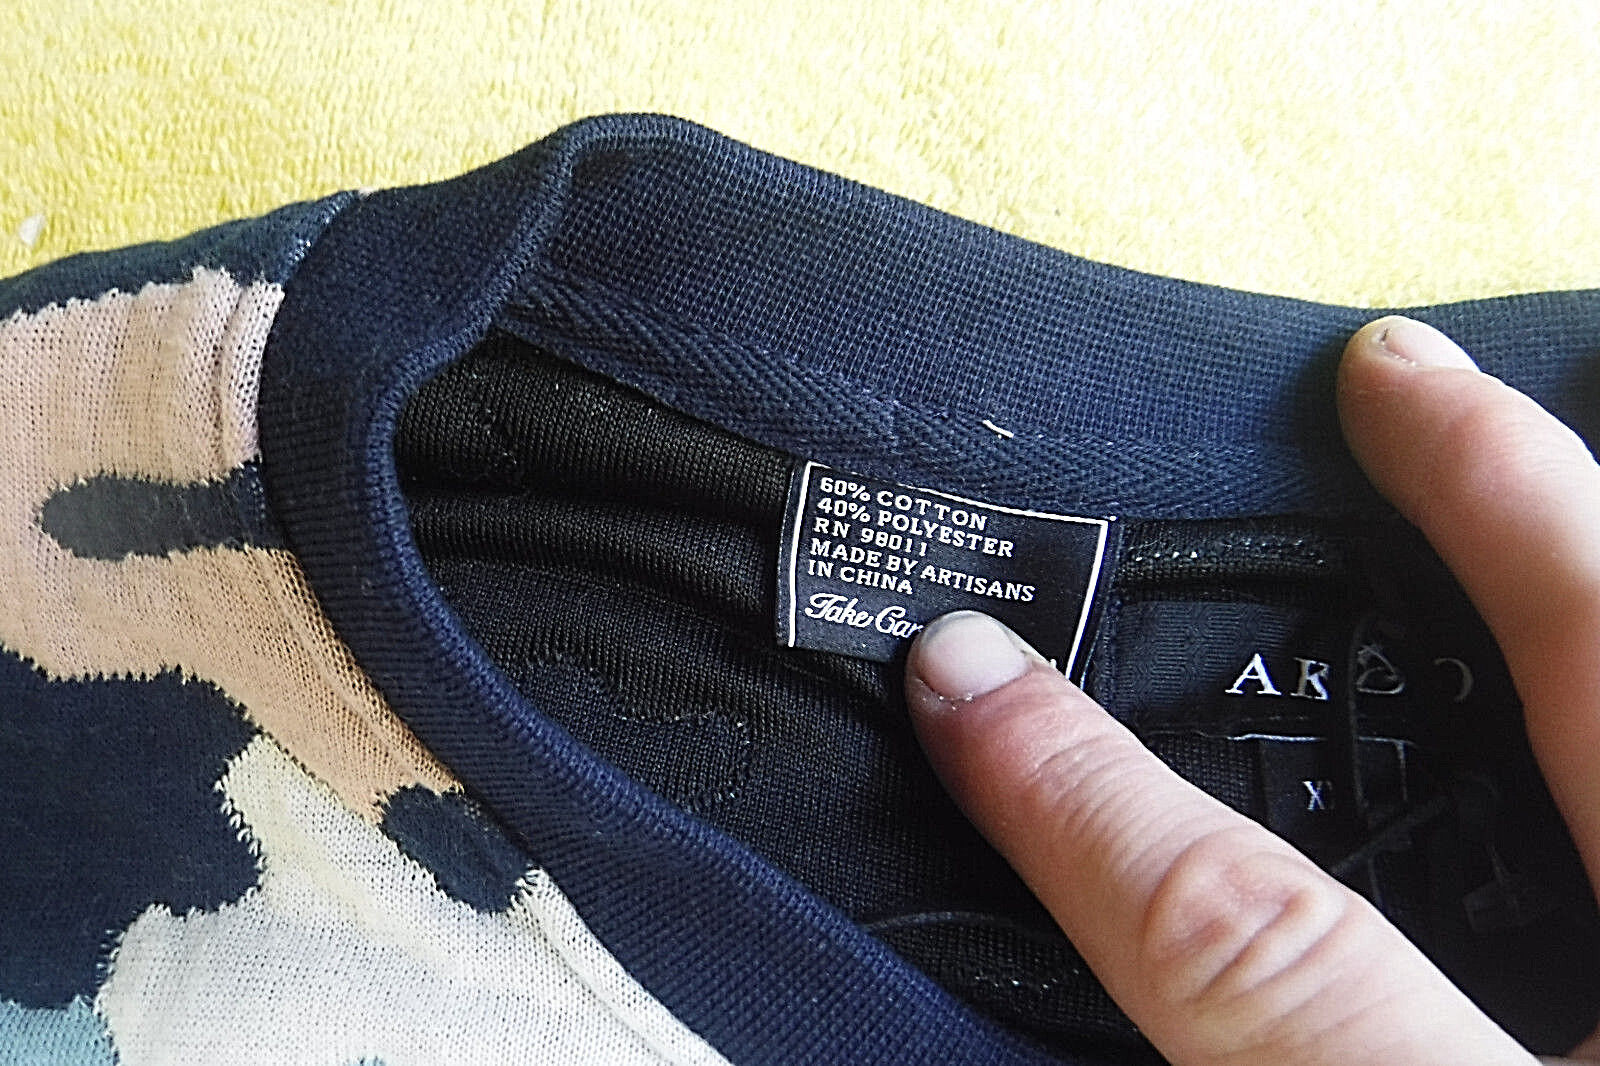 60% COTTON
40% POLYESTER
RN 98011
MADE BY ARTISANS
IN CHINA
Take